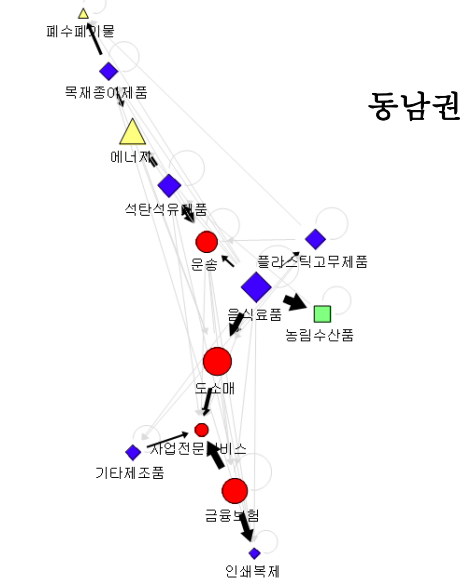 폐수폐기물
목재종이제품
동남권
에너지
석탄석유제품
운송
플라스틱고무제품
음식료품
농림수산품
도소매
사업전문서비스
기타제조품
금융보험
인쇄복제